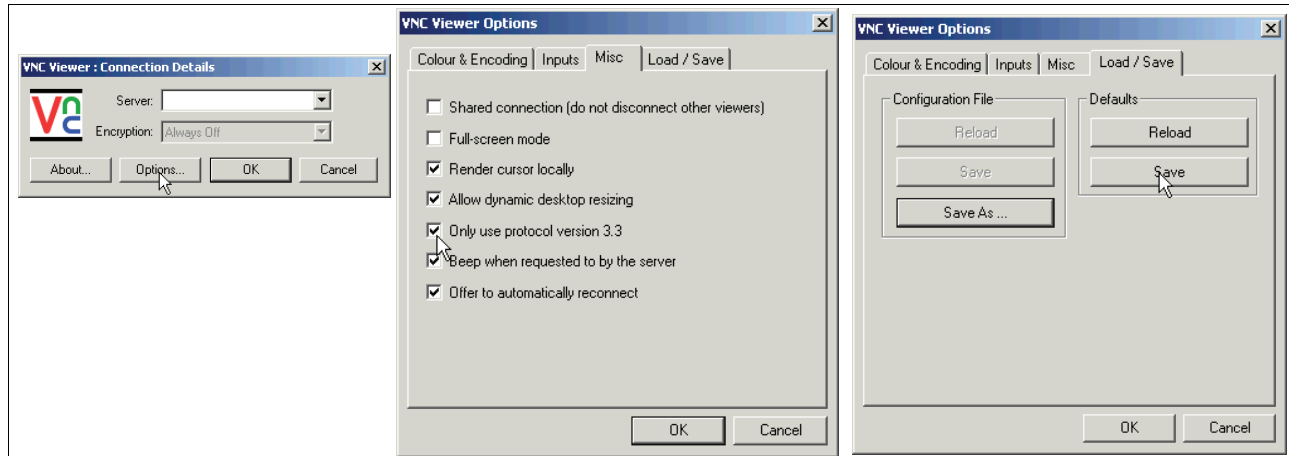 VNC Viewer : Connection Details
VNC
Server:
Encryption: Always Off
About... Options... OK Cancel
VNC Viewer Options
Colour & Encoding Inputs Misc Load / Save
Shared connection (do not disconnect other viewers)
Full-screen mode
Render cursor locally
Allow dynamic desktop resizing
Only use protocol version 3.3
Beep when requested to by the server
Offer to automatically reconnect
OK Cancel
VNC Viewer Options
Colour & Encoding Inputs Misc Load / Save
Configuration File
Reload
Save
Save As ...
Defaults
Reload
Save
OK Cancel